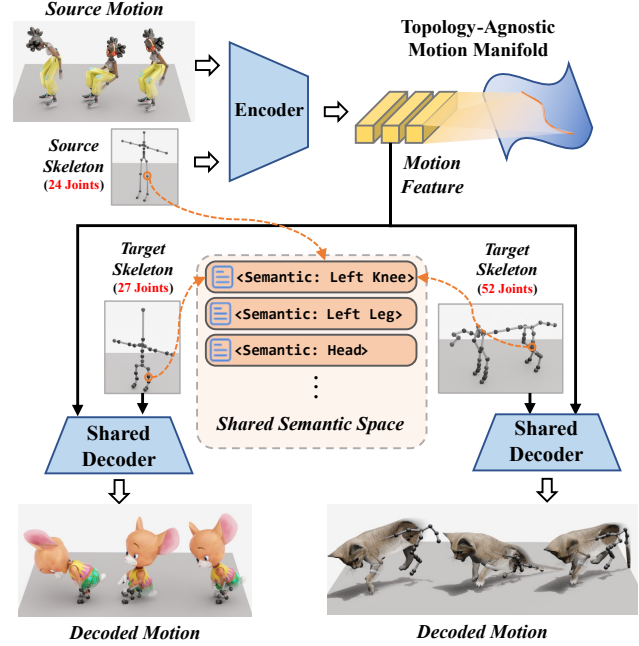 Source Motion
Topology-Agnostic
Motion Manifold
Encoder
Source
Skeleton
(24 Joints)
Motion
Feature
Target
Skeleton
(27 Joints)
<Semantic: Left Knee>
<Semantic: Left Leg>
<Semantic: Head>
Shared Semantic Space
Target
Skeleton
(52 Joints)
Shared
Decoder
Shared
Decoder
Decoded Motion
Decoded Motion